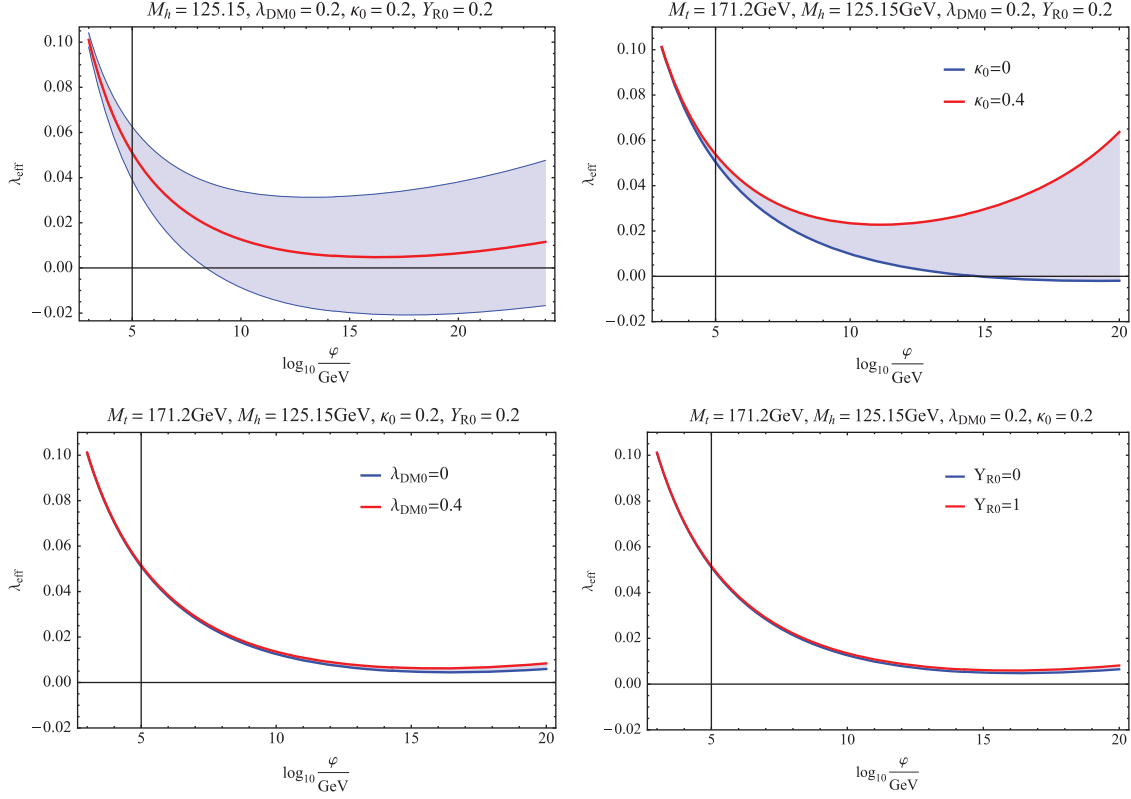 M_h = 125.15, λ_DM0 = 0.2, κ_0 = 0.2, Y_R0 = 0.2
0.10
0.08
0.06
0.04
0.02
0.00
−0.02
λ_eff
5
10
15
20
log_10 φ/GeV
M_t = 171.2GeV, M_h = 125.15GeV, λ_DM0 = 0.2, Y_R0 = 0.2
0.10
0.08
0.06
0.04
0.02
0.00
−0.02
λ_eff
κ_0=0
κ_0=0.4
5
10
15
20
log_10 φ/GeV
M_t = 171.2GeV, M_h = 125.15GeV, κ_0 = 0.2, Y_R0 = 0.2
0.10
0.08
0.06
0.04
0.02
0.00
−0.02
λ_eff
λ_DM0=0
λ_DM0=0.4
5
10
15
20
log_10 φ/GeV
M_t = 171.2GeV, M_h = 125.15GeV, λ_DM0 = 0.2, κ_0 = 0.2
0.10
0.08
0.06
0.04
0.02
0.00
−0.02
λ_eff
Y_R0=0
Y_R0=1
5
10
15
20
log_10 φ/GeV